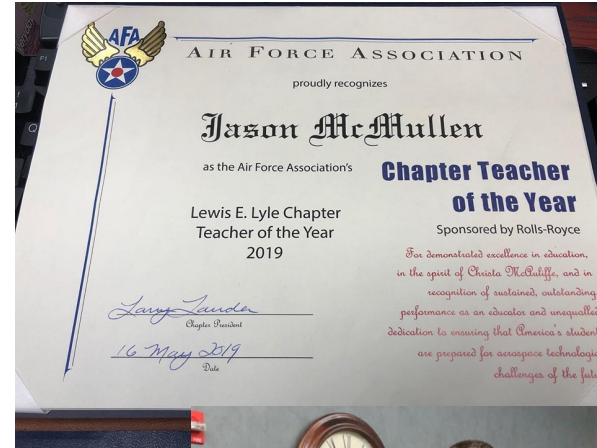 AFA
AIR FORCE ASSOCIATION
proudly recognizes
Jason McMullen
as the Air Force Association's
Chapter Teacher
of the Year
Sponsored by Rolls-Royce
Lewis E. Lyle Chapter
Teacher of the Year
2019
For demonstrated excellence in education,
in the spirit of Christa McAuliffe, and in
recognition of sustained, outstanding
performance as an educator and
dedication to ensuring that America's
are prepared for aerospace
challenges of the
Larry Lander
Chapter President
16 May 2019
Date